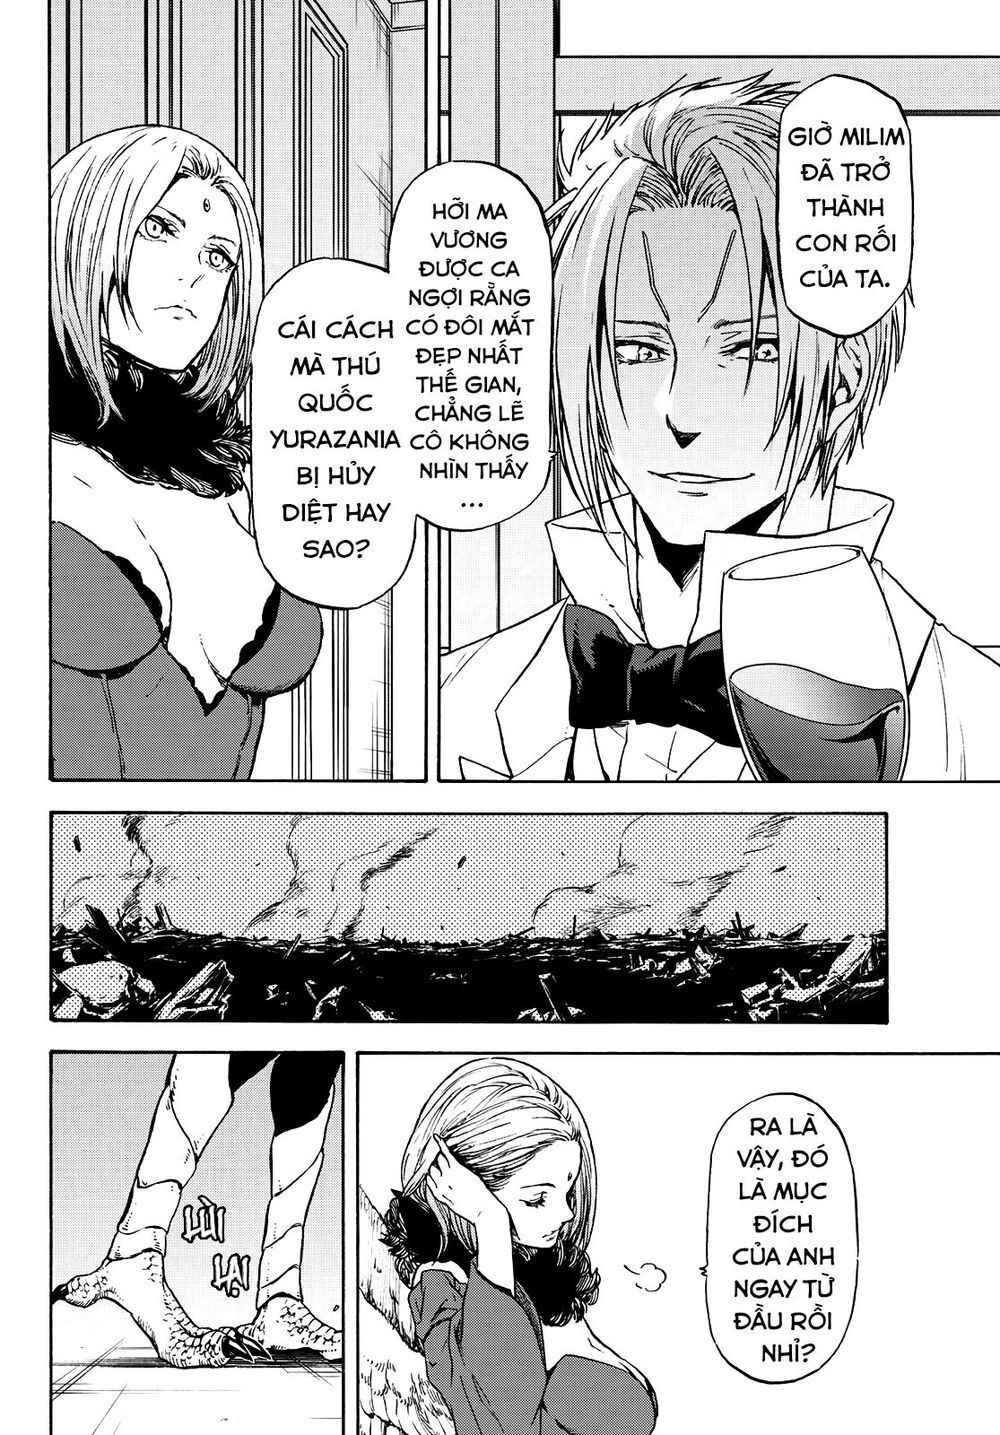 GIỜ MILIM
ĐÃ TRỞ
THÀNH
CON RỐI
CỦA TA.
HỠI MA
VƯƠNG
ĐƯỢC CA
NGỢI RẰNG
CÓ ĐÔI MẮT
ĐẸP NHẤT
THẾ GIAN,
CHẲNG LẼ
CÔ KHÔNG
NHÌN THẤY
...
CÁI CÁCH
MÀ THÚ
QUỐC
YURAZANIA
BỊ HỦY
DIỆT HAY
SAO?
RA LÀ
VẬY, ĐÓ
LÀ MỤC
ĐÍCH
CỦA ANH
NGAY TỪ
ĐẦU RỒI
NHỈ?
LÙI
LẠI